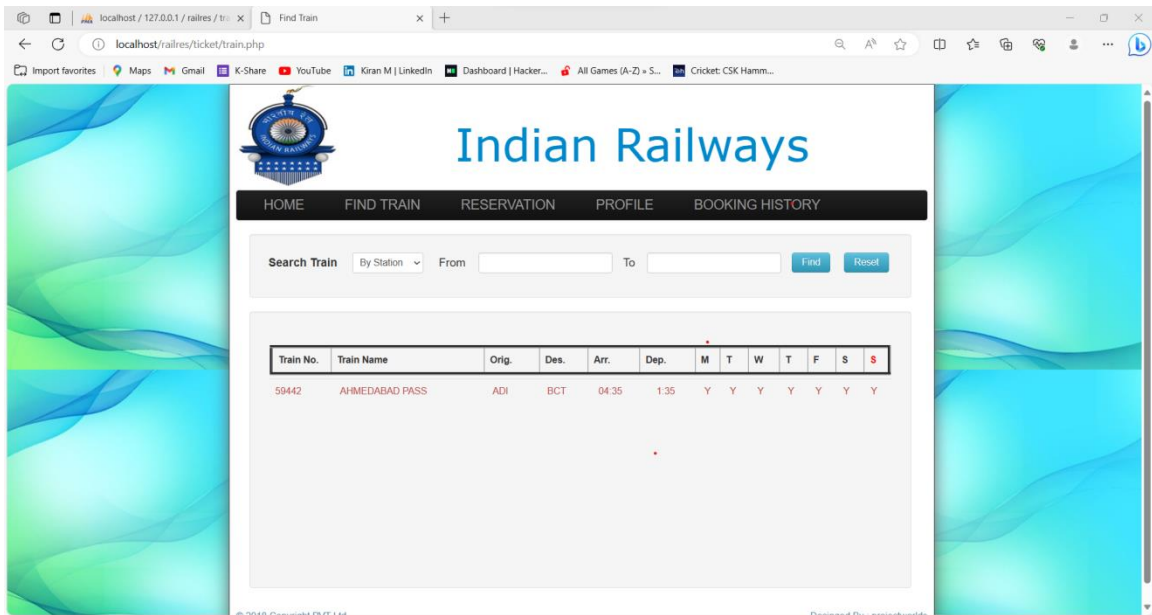 localhost / 127.0.0.1 / railres / tra
Find Train
localhost/railres/ticket/train.php
Import favorites Maps Gmail K-Share YouTube Kiran M | LinkedIn Dashboard | Hacker... All Games (A-Z) » S... Cricket: CSK Hamm...
भारतीय रेल
INDIAN RAILWAYS
Indian Railways
HOME FIND TRAIN RESERVATION PROFILE BOOKING HISTORY
Search Train By Station From To Find Reset
Train No. Train Name Orig. Des. Arr. Dep. M T W T F S S
59442 AHMEDABAD PASS ADI BCT 04:35 1:35 Y Y Y Y Y Y Y